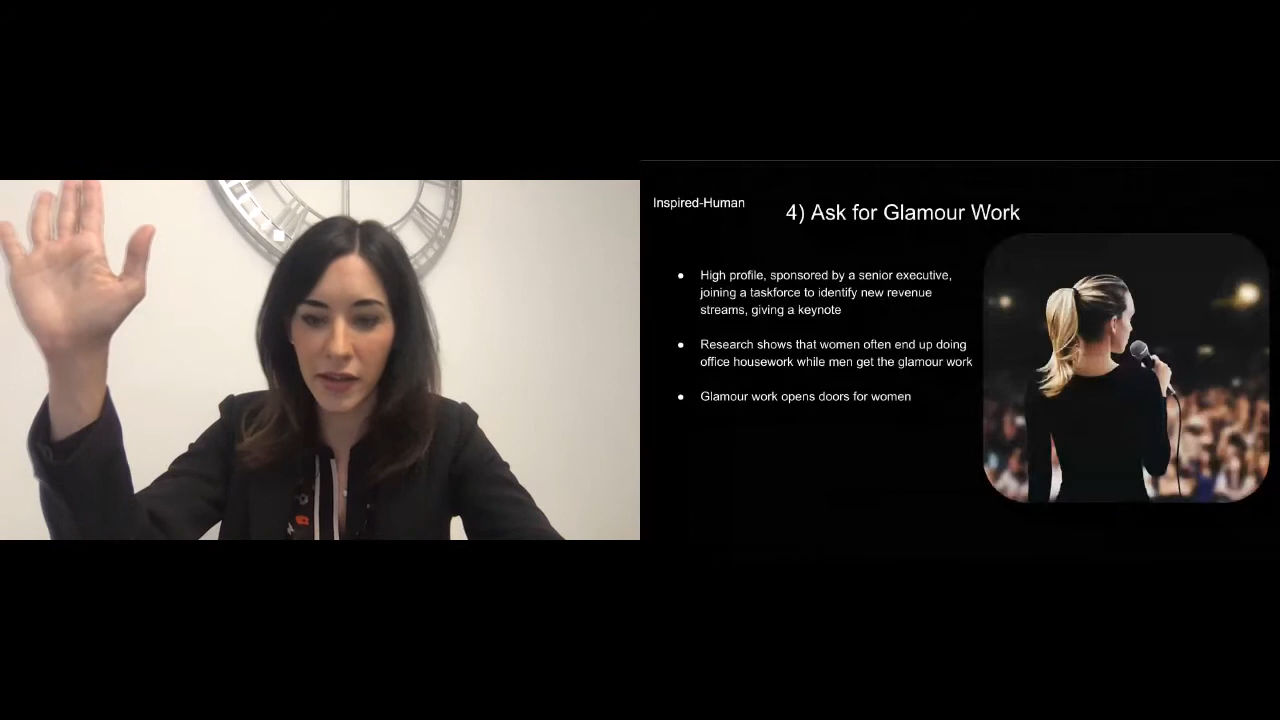 Inspired-Human
4) Ask for Glamour Work
● High profile, sponsored by a senior executive,
joining a taskforce to identify new revenue
streams, giving a keynote
● Research shows that women often end up doing
office housework while men get the glamour work
● Glamour work opens doors for women